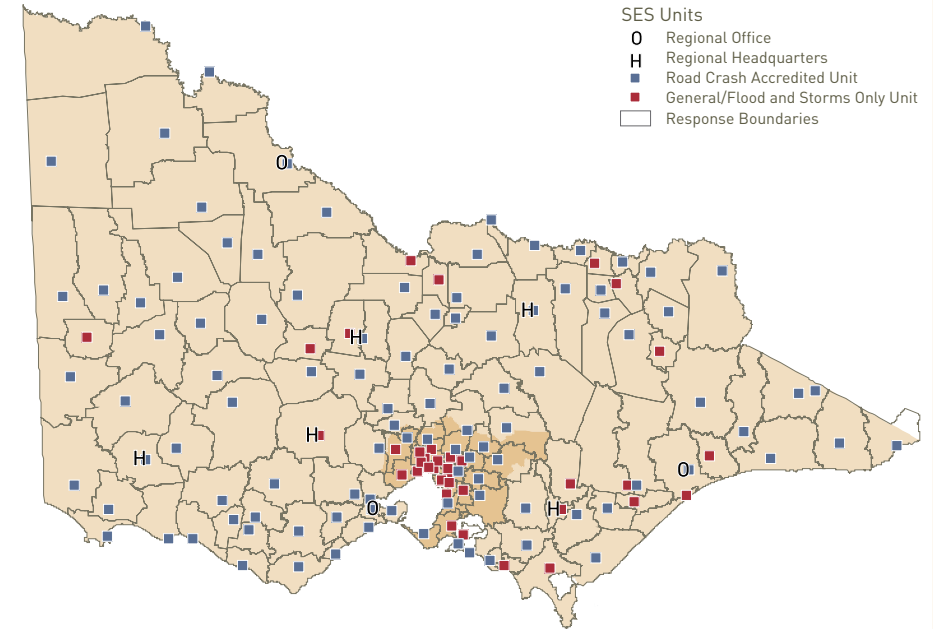 SES Units
O Regional Office
H Regional Headquarters
Road Crash Accredited Unit
General/Flood and Storms Only Unit
Response Boundaries
O
H
H
H
H
O
O
H